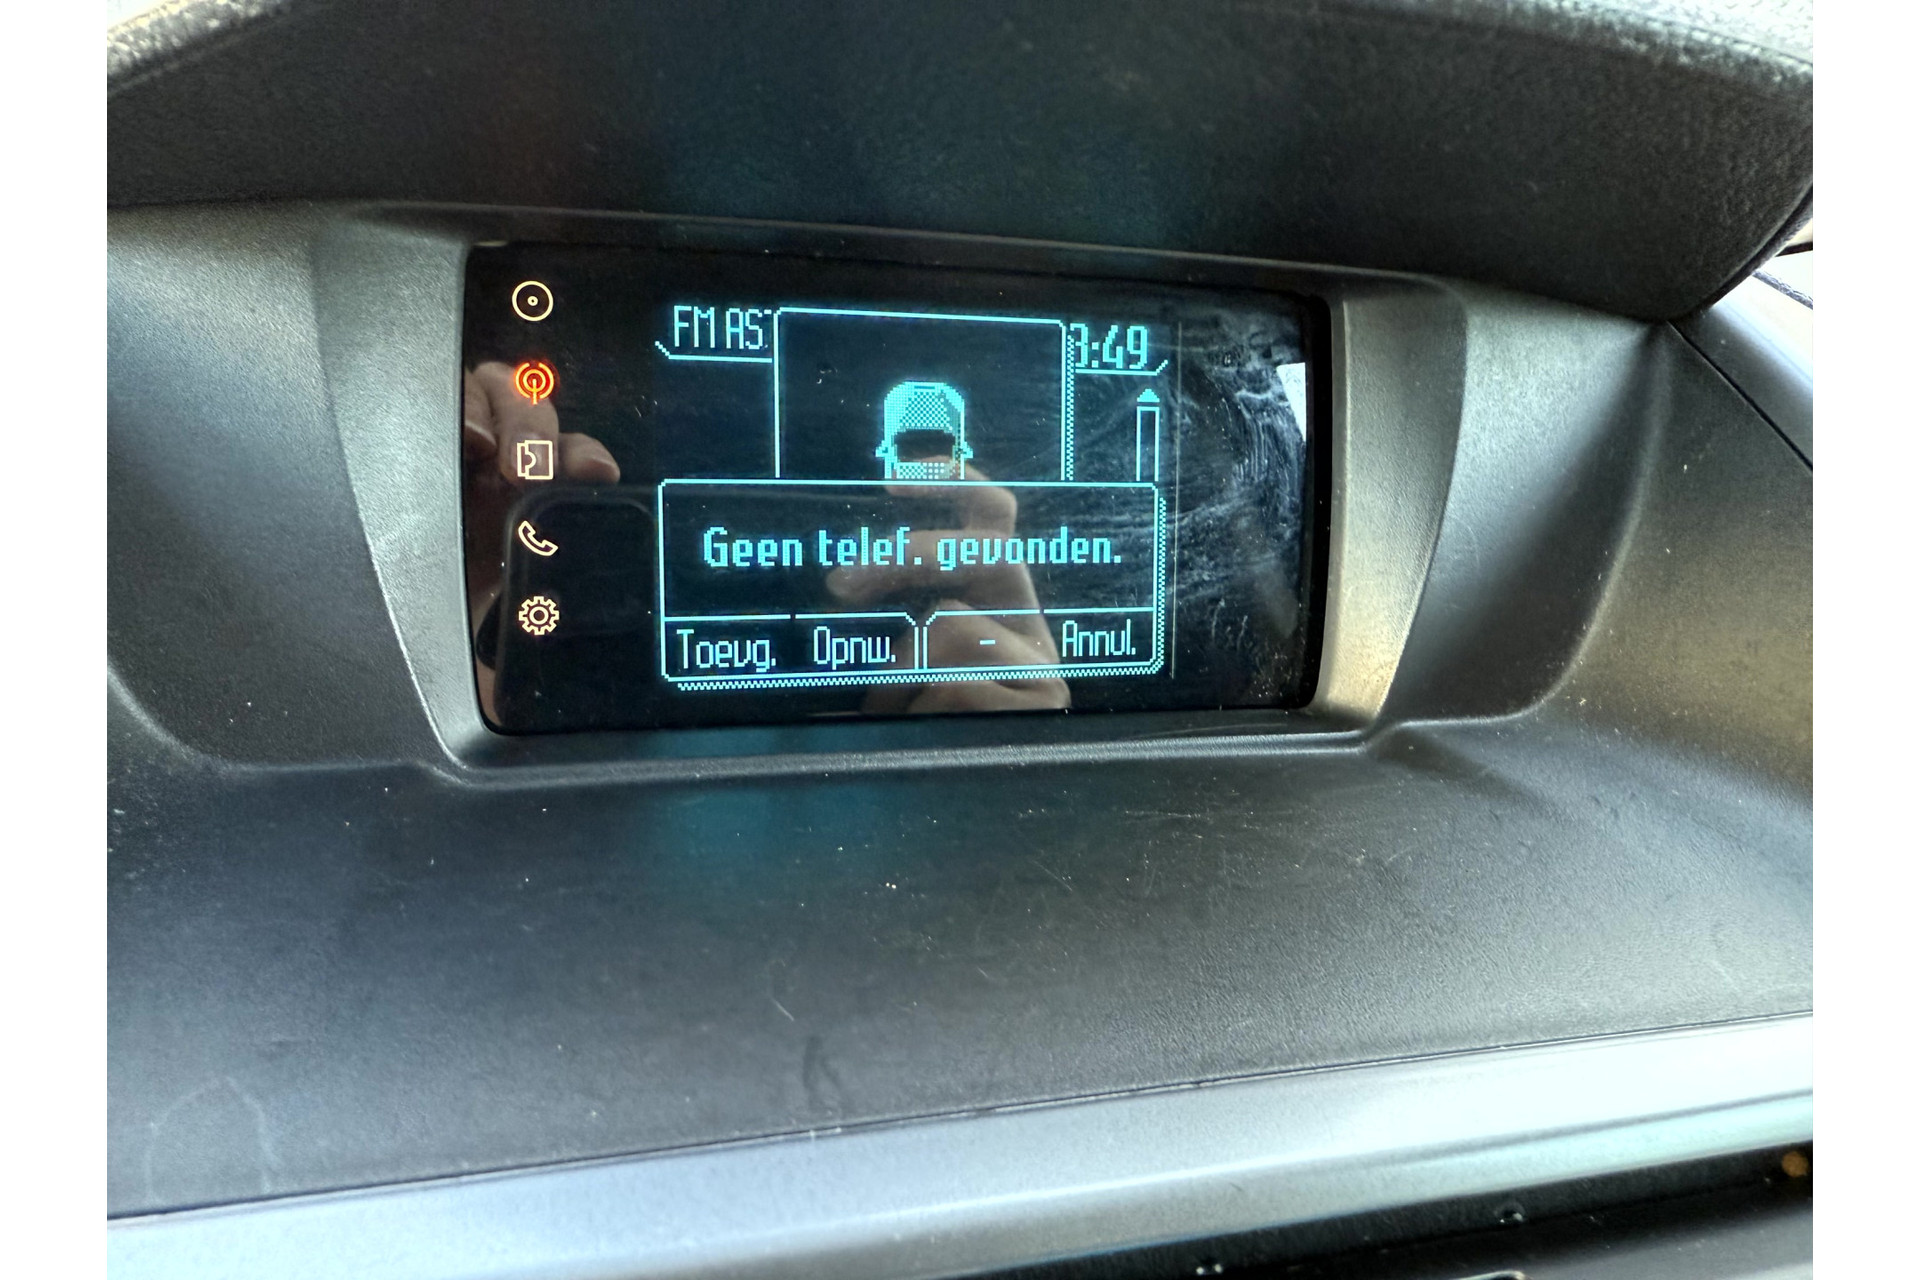 FM AS
3:49
Geen telef. gevonden.
Toevg. Opnw. - Annul.